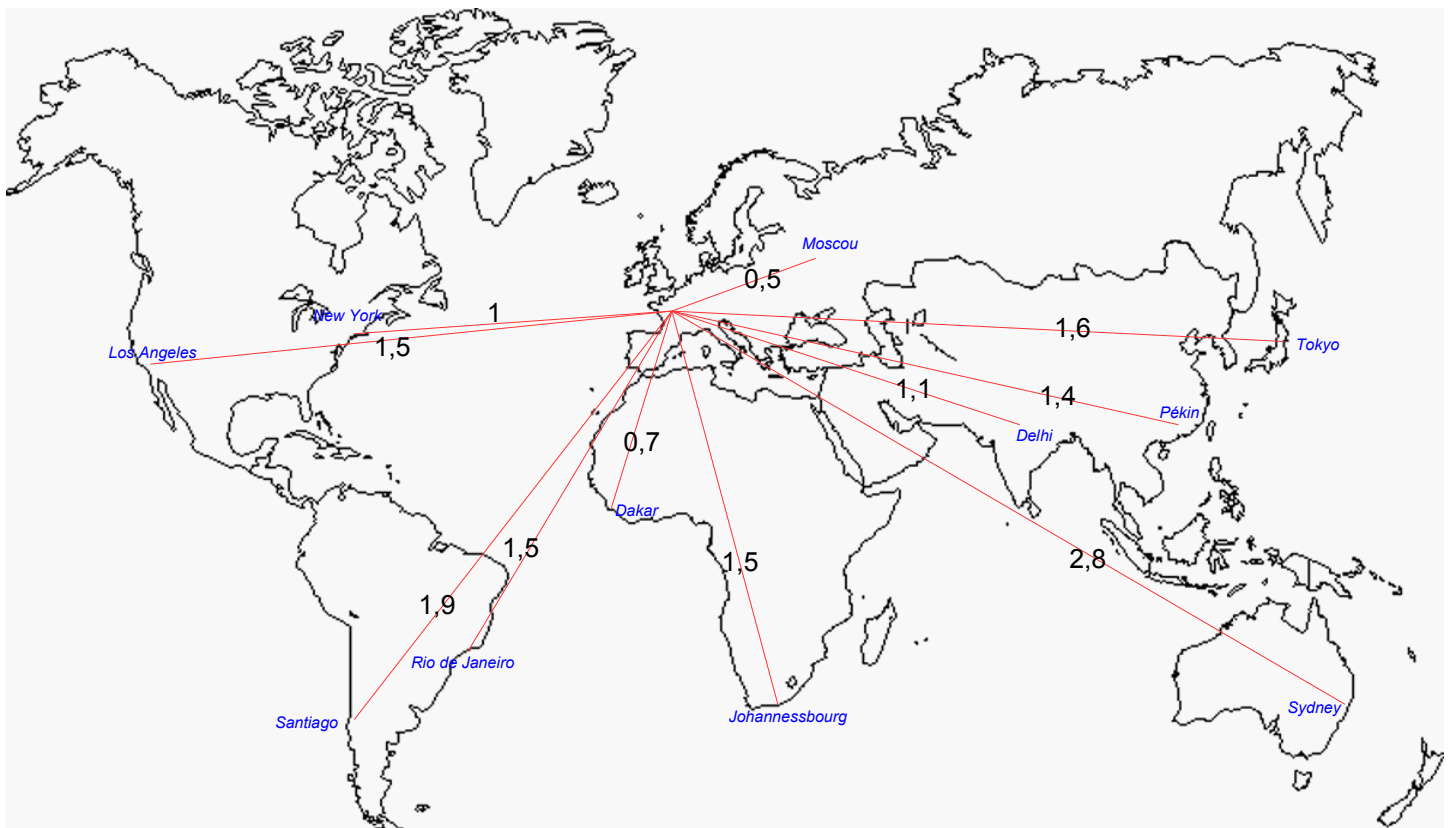 Moscou
0,5
New York
1
1,5
Los Angeles
1,6
Tokyo
1,1
1,4
Pékin
Delhi
0,7
Dakar
1,5
1,5
2,8
1,9
Rio de Janeiro
Santiago
Johannessbourg
Sydney